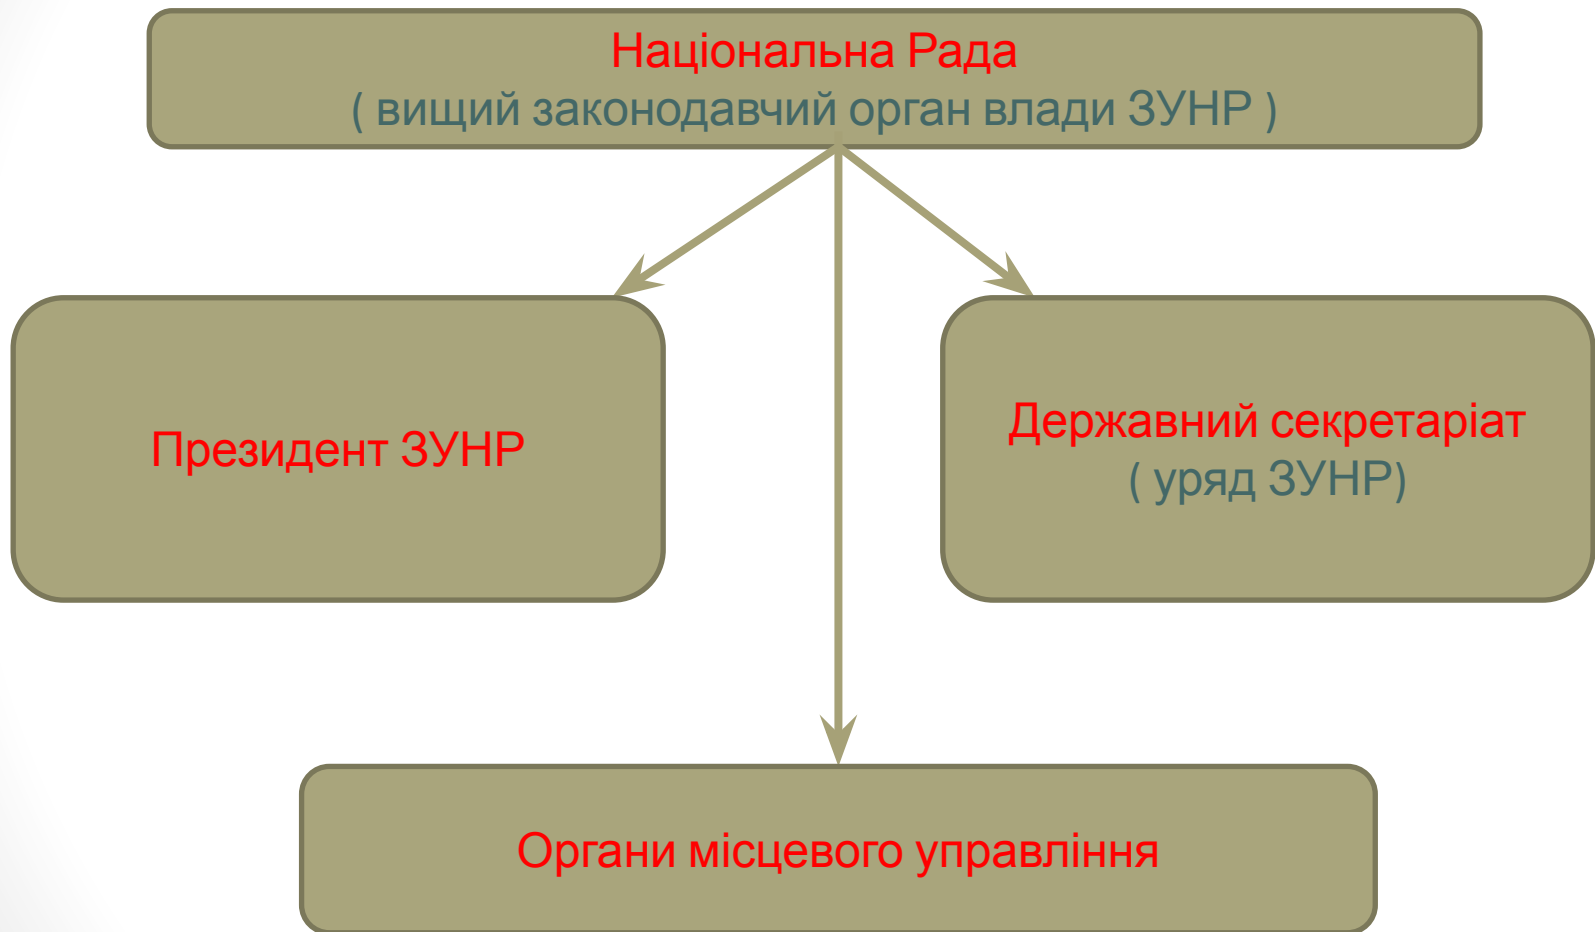 Національна Рада
( вищий законодавчий орган влади ЗУНР )
Президент ЗУНР
Державний секретаріат
( уряд ЗУНР)
Органи місцевого управління